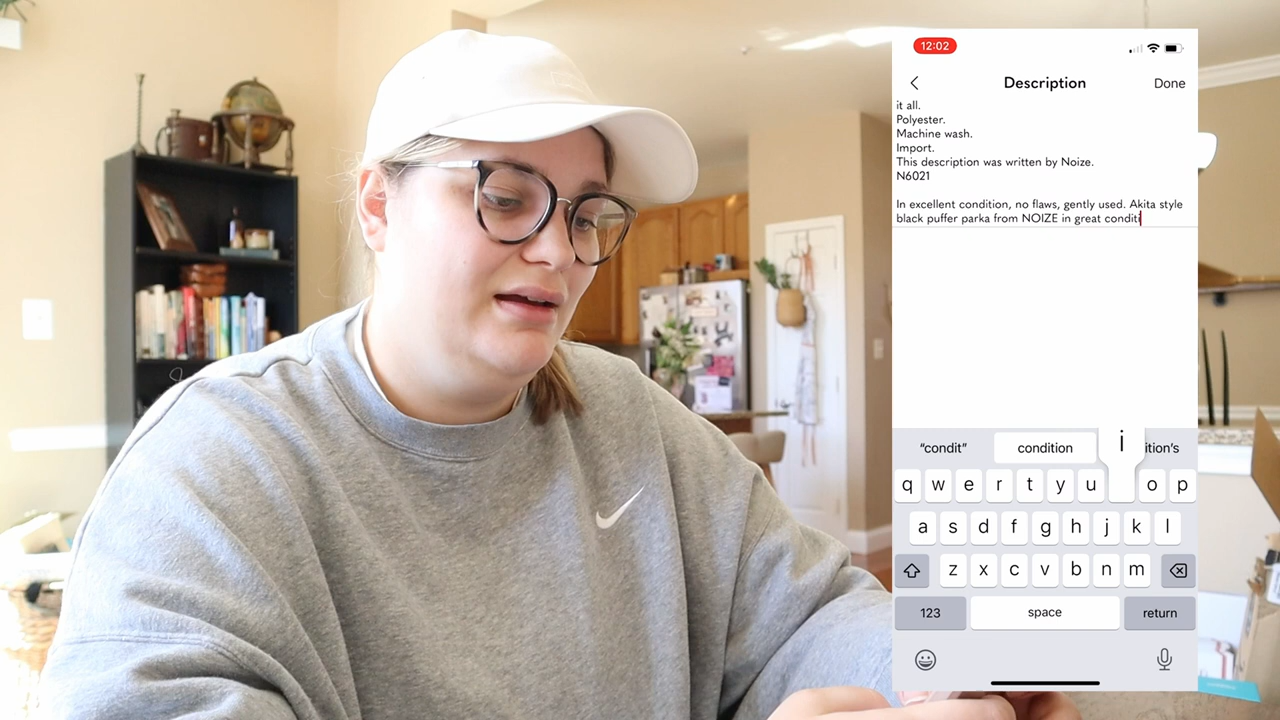 12:02
Description
Done
it all.
Polyester.
Machine wash.
Import.
This description was written by Noize.
N6021
In excellent condition, no flaws, gently used. Akita style
black puffer parka from NOIZE in great conditi
"condit"
condition
i
ition's
q w e r t y u o p
a s d f g h j k l
z x c v b n m
123
space
return